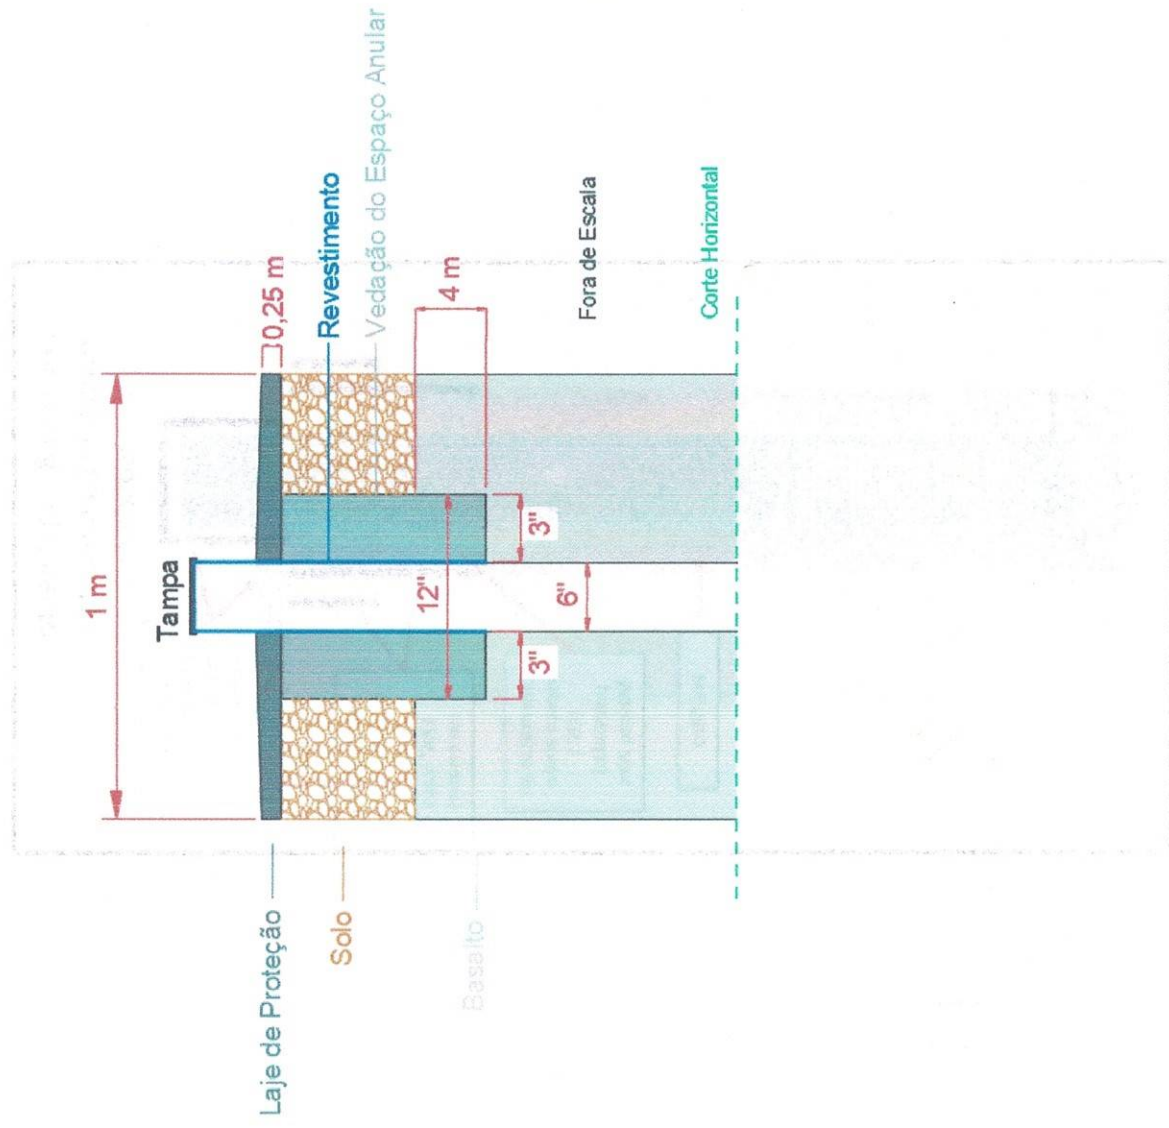 1 m
Tampa
0,25 m
Revestimento
Vedação do Espaço Anular
Laje de Proteção
Solo
Basalto
4 m
12"
3"
6"
3"
Fora de Escala
Corte Horizontal